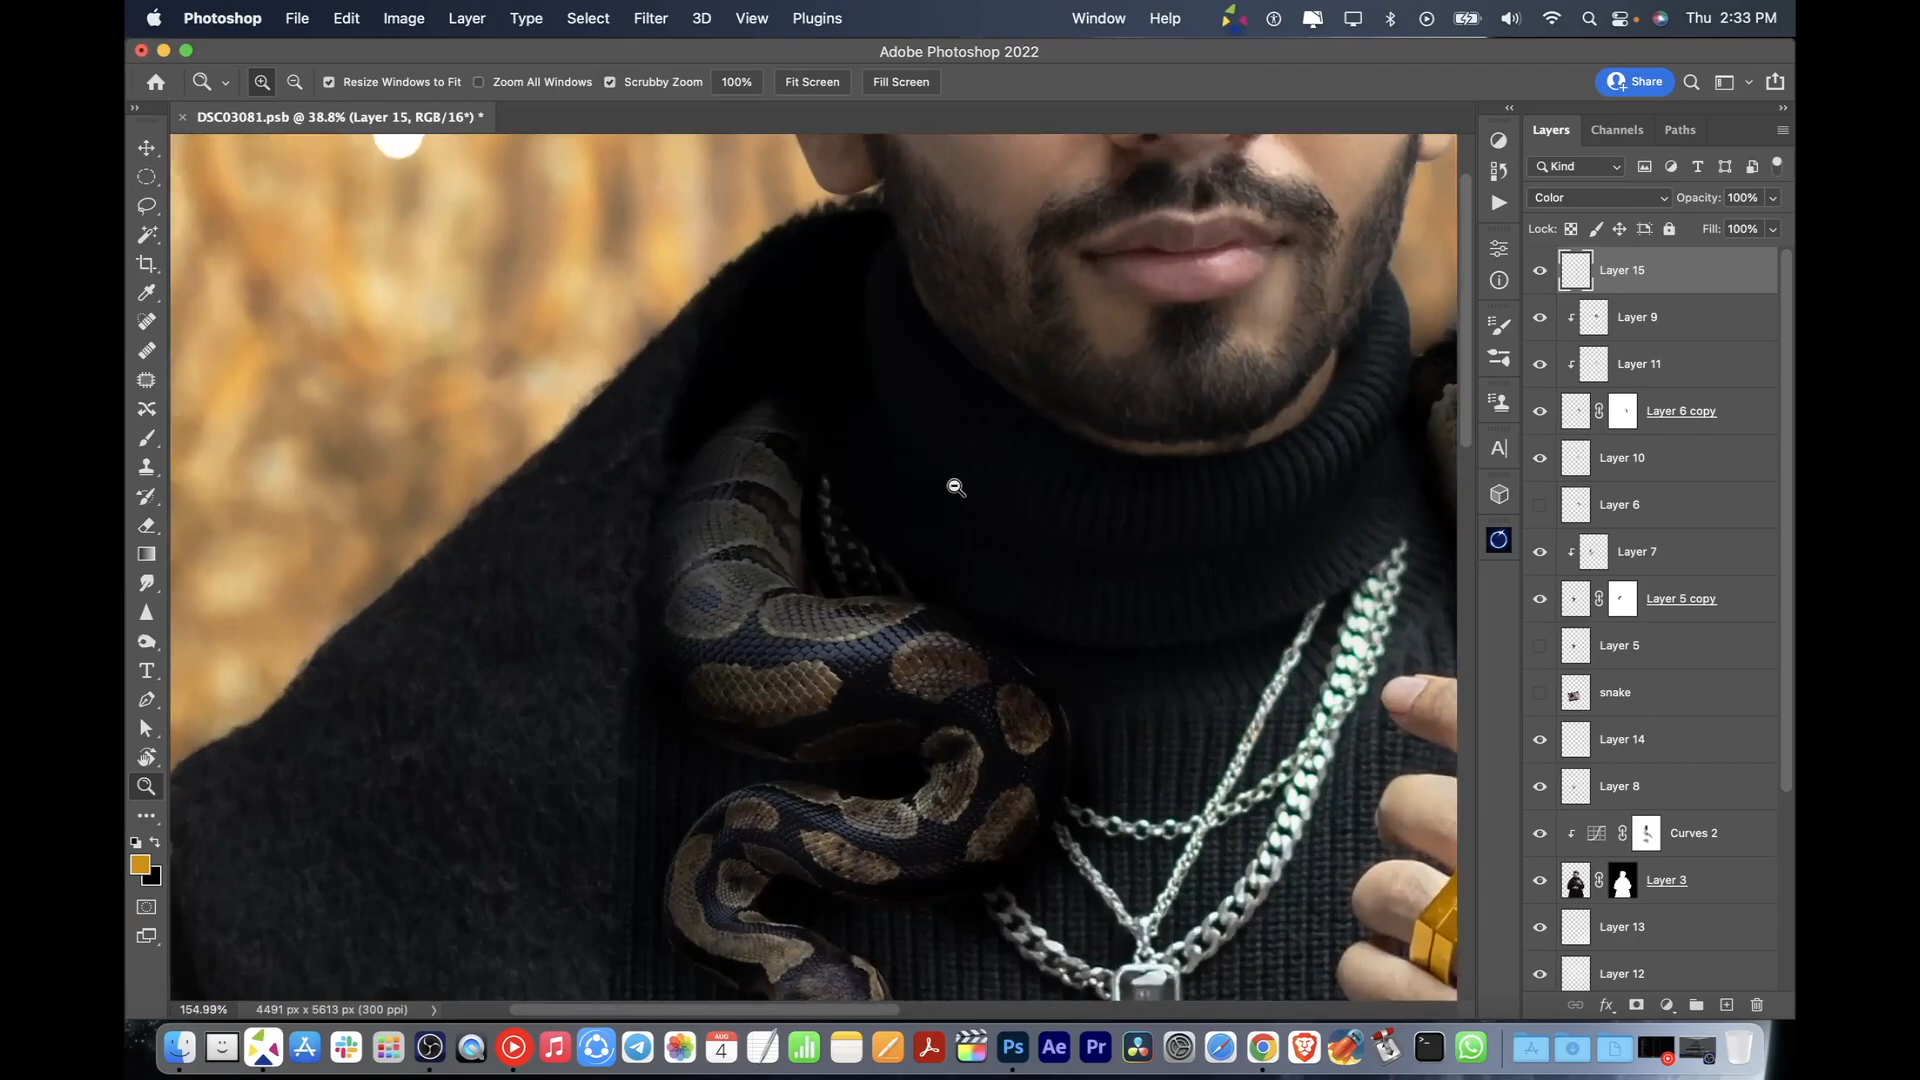 Photoshop File Edit Image Layer Type Select Filter 3D View Plugins Window Help Thu 2:33 PM
Adobe Photoshop 2022
Resize Windows to Fit Zoom All Windows Scrubby Zoom 100% Fit Screen Fill Screen Share
DSC03081.psb @ 38.8% (Layer 15, RGB/16*) *
Layers Channels Paths
Kind
Color Opacity: 100%
Lock: Fill: 100%
Layer 15
Layer 9
Layer 11
Layer 6 copy
Layer 10
Layer 6
Layer 7
Layer 5 copy
Layer 5
snake
Layer 14
Layer 8
Curves 2
Layer 3
Layer 13
Layer 12
154.99% 4491 px x 5613 px (300 ppi)
fx
AUG
4
Ps Ae Pr